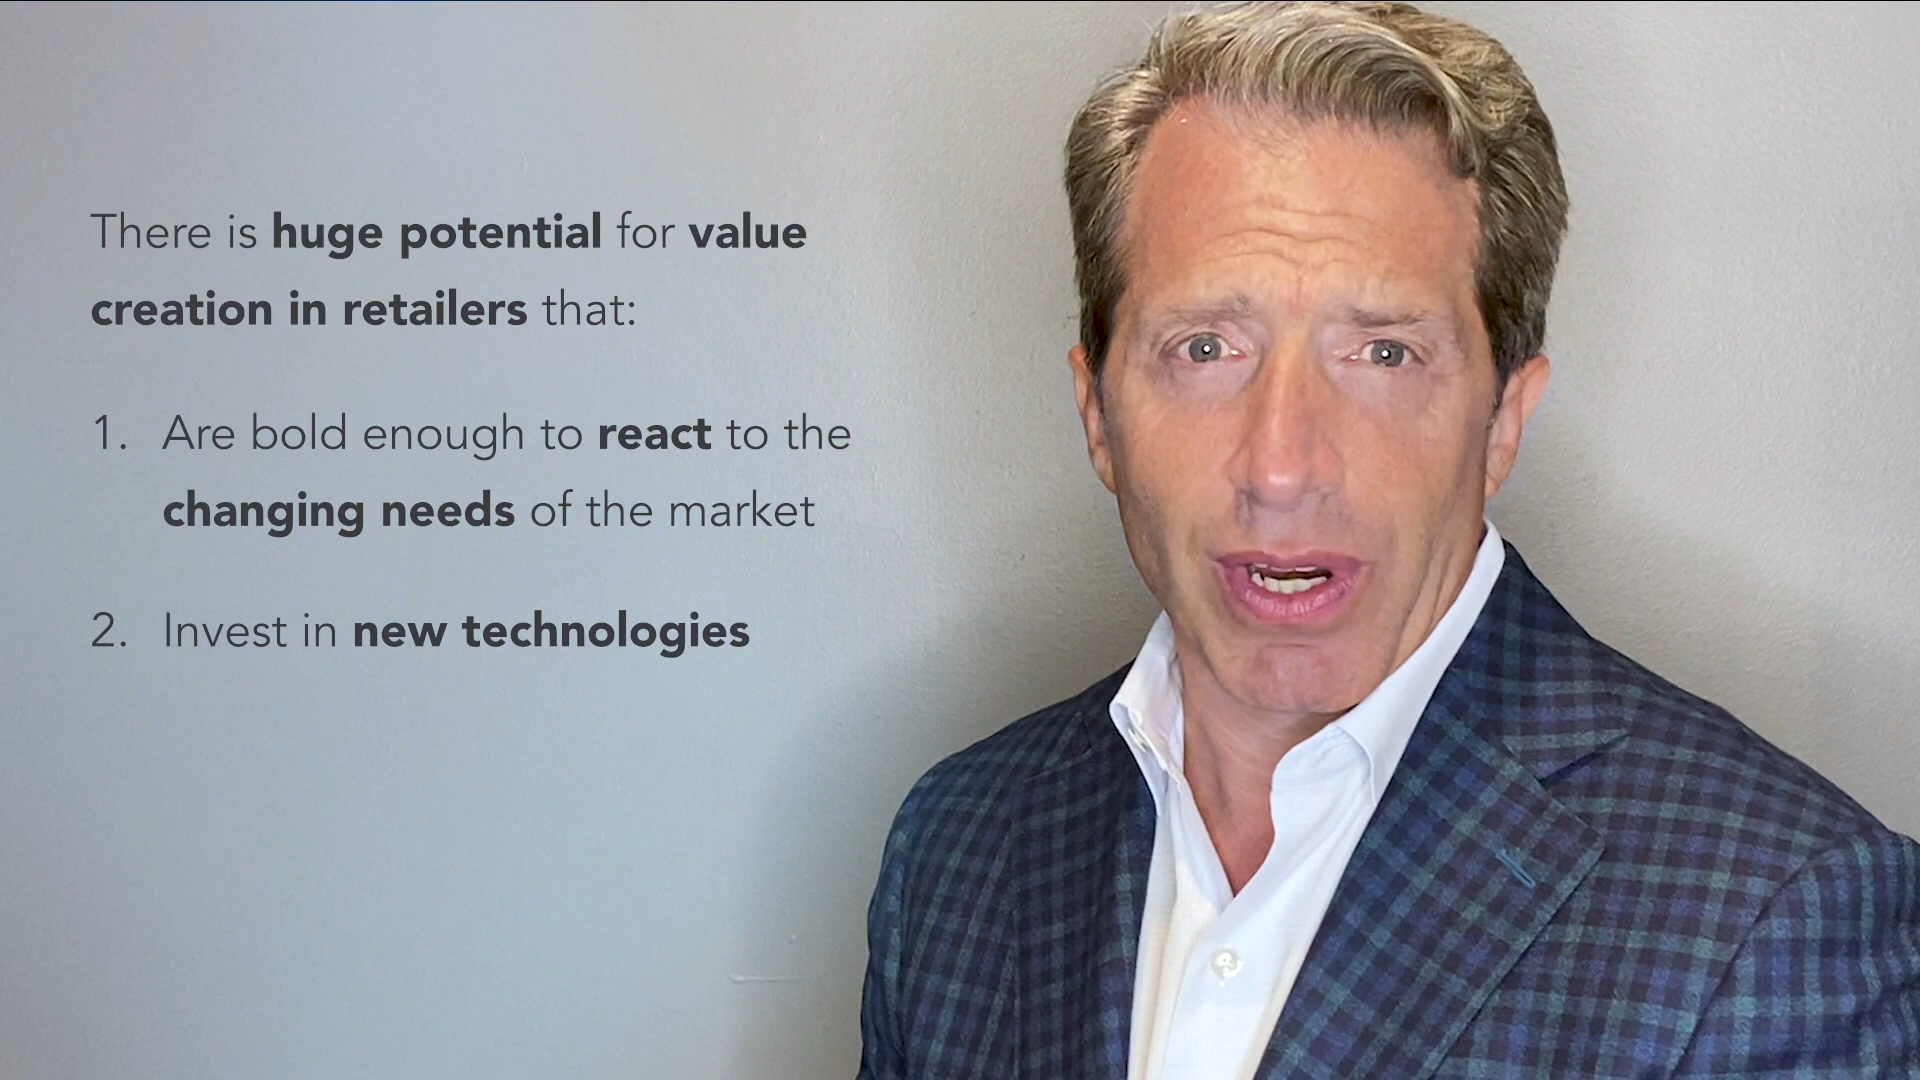 There is huge potential for value
creation in retailers that:
1. Are bold enough to react to the
changing needs of the market
2. Invest in new technologies